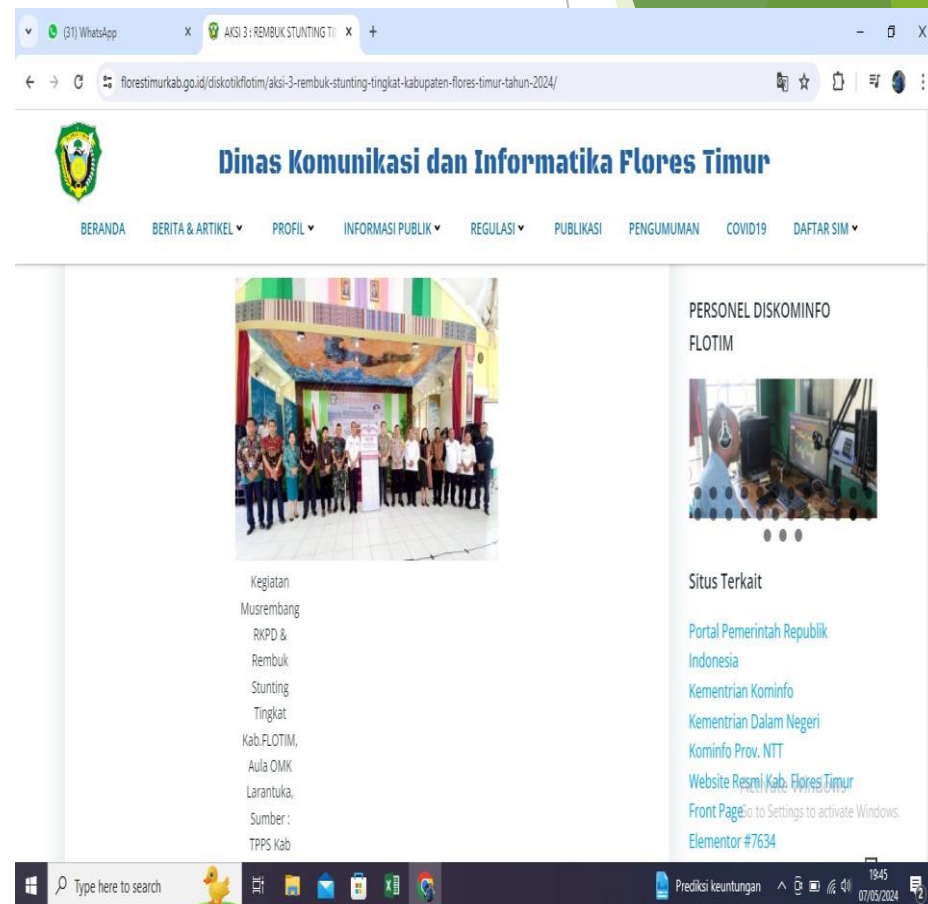 (31) WhatsApp
AKSI 3 : REMBUK STUNTING TI
florestimurkab.go.id/diskotikflotim/aksi-3-rembuk-stunting-tingkat-kabupaten-flores-timur-tahun-2024/
Dinas Komunikasi dan Informatika Flores Timur
BERANDA BERITA & ARTIKEL PROFIL INFORMASI PUBLIK REGULASI PUBLIKASI PENGUMUMAN COVID19 DAFTAR SIM
Kegiatan
Musrembang
RKPD &
Rembuk
Stunting
Tingkat
Kab.FLOTIM,
Aula OMK
Larantuka,
Sumber :
TPPS Kab
PERSONEL DISKOMINFO
FLOTIM
Situs Terkait
Portal Pemerintah Republik
Indonesia
Kementrian Kominfo
Kementrian Dalam Negeri
Kominfo Prov. NTT
Website Resmi Kab. Flores Timur
Front Page
Elementor #7634
Activate Windows
Go to Settings to activate Windows.
Type here to search
Prediksi keuntungan
19:45
07/05/2024
2